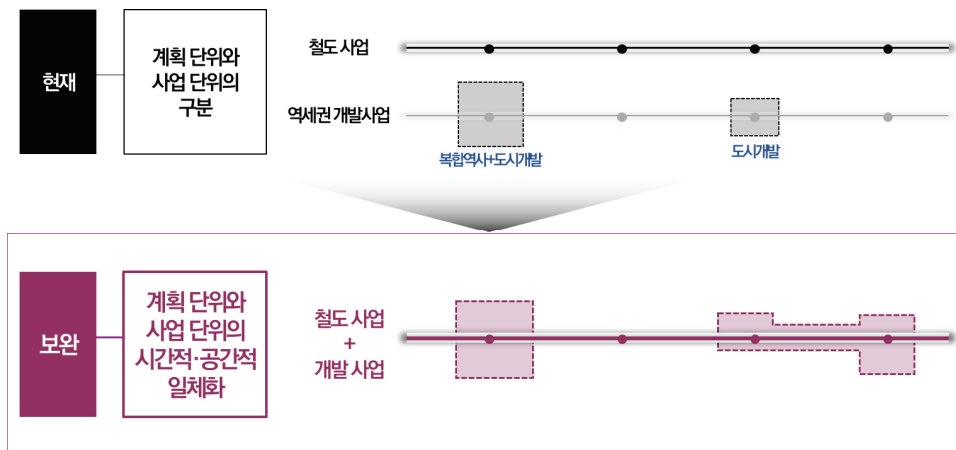 현재
계획 단위와
사업 단위의
구분
철도 사업
역세권 개발사업
복합역사+도시개발
도시개발
보완
계획 단위와
사업 단위의
시간적·공간적
일체화
철도 사업
+
개발 사업